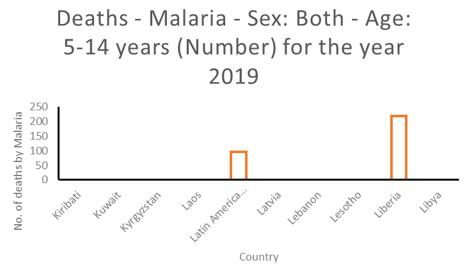 Deaths - Malaria - Sex: Both - Age:
5-14 years (Number) for the year
2019
No. of deaths by Malaria
250
200
150
100
50
0
Kiribati
Kuwait
Kyrgyzstan
Laos
Latin America...
Latvia
Lebanon
Lesotho
Liberia
Libya
Country